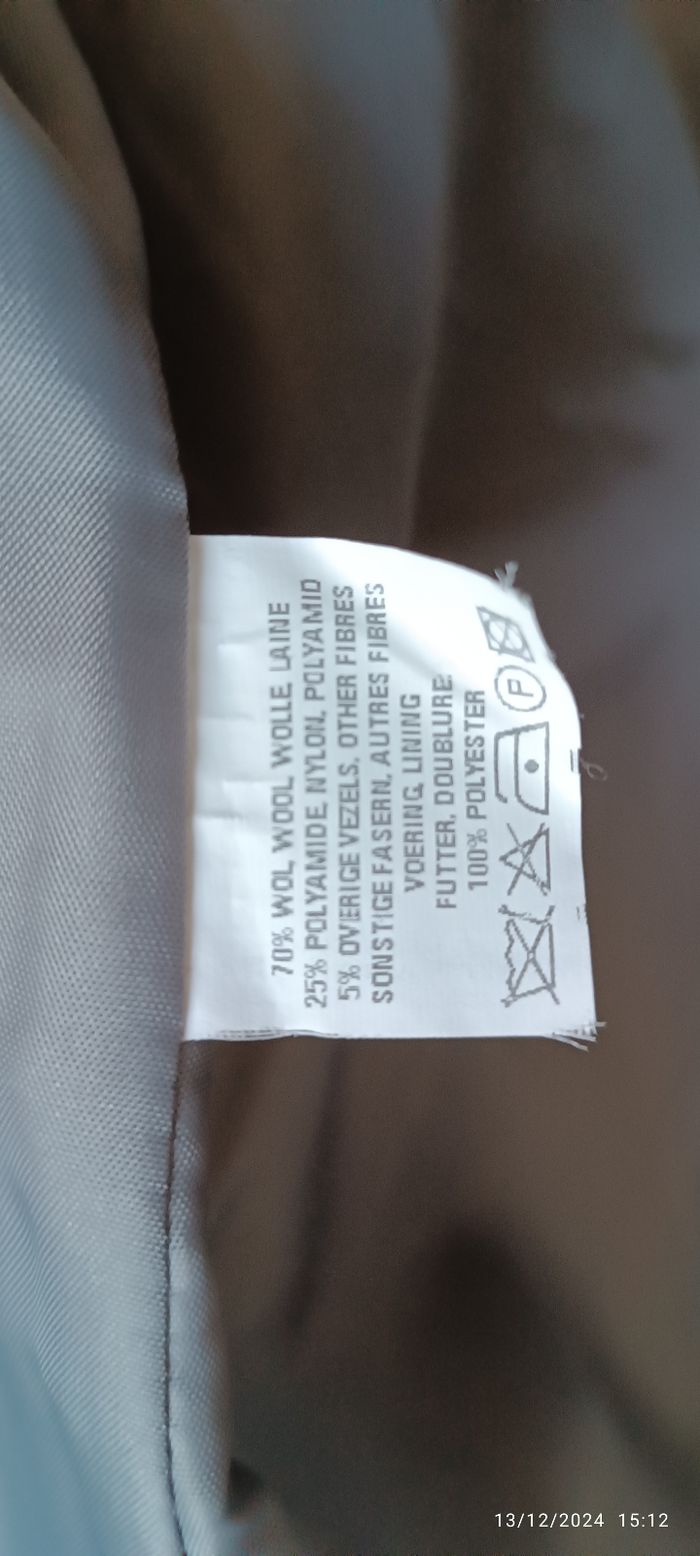 70% WOL, WOOL, WOLLE, LAINE
25% POLYAMIDE, NYLON, POLYAMID
5% OVERIGE VEZELS, OTHER FIBRES
SONSTIGE FASERN, AUTRES FIBRES
VOERING, LINING
FUTTER, DOUBLURE:
100% POLYESTER
P
13/12/2024 15:12